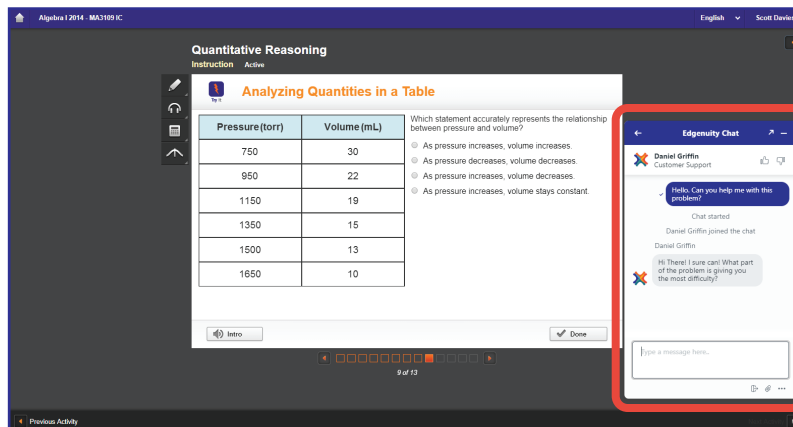 Algebra I 2014 - MA3109 IC
English
Scott Davie
Quantitative Reasoning
Instruction Active
Try It
Analyzing Quantities in a Table
Pressure (torr) Volume (mL)
750 30
950 22
1150 19
1350 15
1500 13
1650 10
Which statement accurately represents the relationship
between pressure and volume?
As pressure increases, volume increases.
As pressure decreases, volume decreases.
As pressure increases, volume decreases.
As pressure increases, volume stays constant.
Intro
Done
9 of 13
Previous Activity
Edgenuity Chat
Daniel Griffin
Customer Support
Hello. Can you help me with this
problem?
Chat started
Daniel Griffin joined the chat
Daniel Griffin
Hi There! I sure can! What part
of the problem is giving you
the most difficulty?
Type a message here..